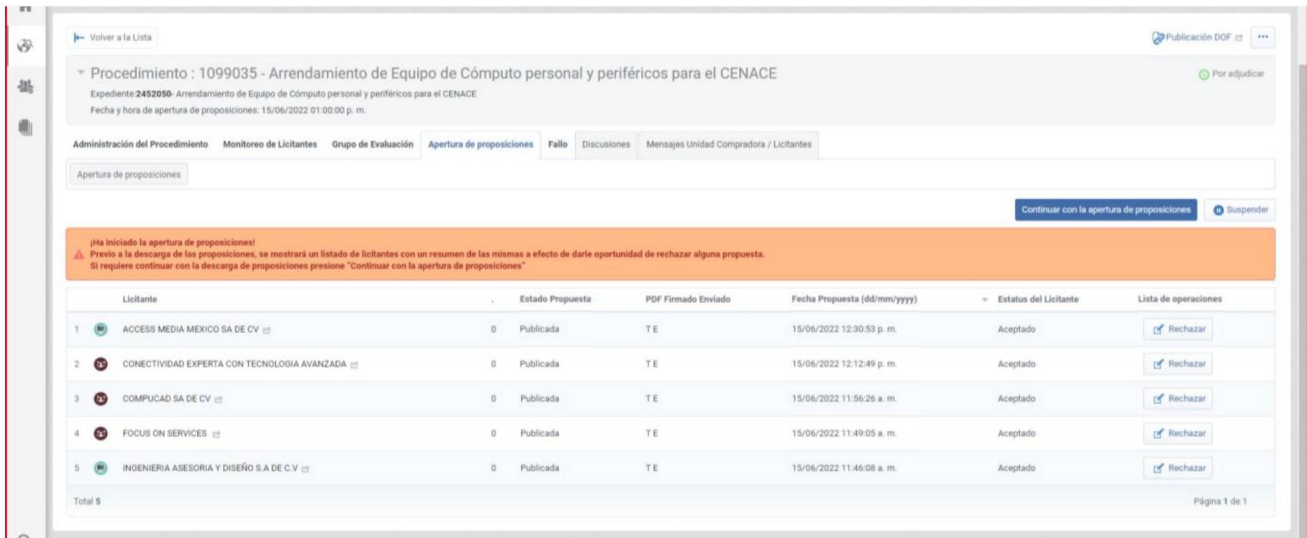 Volver a la Lista
Publicación DOF
Procedimiento : 1099035 - Arrendamiento de Equipo de Cómputo personal y periféricos para el CENACE
Por adjudicar
Expediente:2452050- Arrendamiento de Equipo de Cómputo personal y periféricos para el CENACE
Fecha y hora de apertura de proposiciones: 15/06/2022 01:00:00 p. m.
Administración del Procedimiento Monitoreo de Licitantes Grupo de Evaluación Apertura de proposiciones Fallo Discusiones Mensajes Unidad Compradora / Licitantes
Apertura de proposiciones
Continuar con la apertura de proposiciones Suspender
¡Ha iniciado la apertura de proposiciones!
Previo a la descarga de las proposiciones, se mostrará un listado de licitantes con un resumen de las mismas a efecto de darle oportunidad de rechazar alguna propuesta.
Si requiere continuar con la descarga de proposiciones presione "Continuar con la apertura de proposiciones"
Licitante Estado Propuesta PDF Firmado Enviado Fecha Propuesta (dd/mm/yyyy) Estatus del Licitante Lista de operaciones
1 ACCESS MEDIA MEXICO SA DE CV 0 Publicada T E 15/06/2022 12:30:53 p. m. Aceptado Rechazar
2 CONECTIVIDAD EXPERTA CON TECNOLOGIA AVANZADA 0 Publicada T E 15/06/2022 12:12:49 p. m. Aceptado Rechazar
3 COMPUCAD SA DE CV 0 Publicada T E 15/06/2022 11:56:26 a. m. Aceptado Rechazar
4 FOCUS ON SERVICES 0 Publicada T E 15/06/2022 11:49:05 a. m. Aceptado Rechazar
5 INGENIERIA ASESORIA Y DISEÑO S.A DE C.V 0 Publicada T E 15/06/2022 11:46:08 a. m. Aceptado Rechazar
Total 5 Página 1 de 1